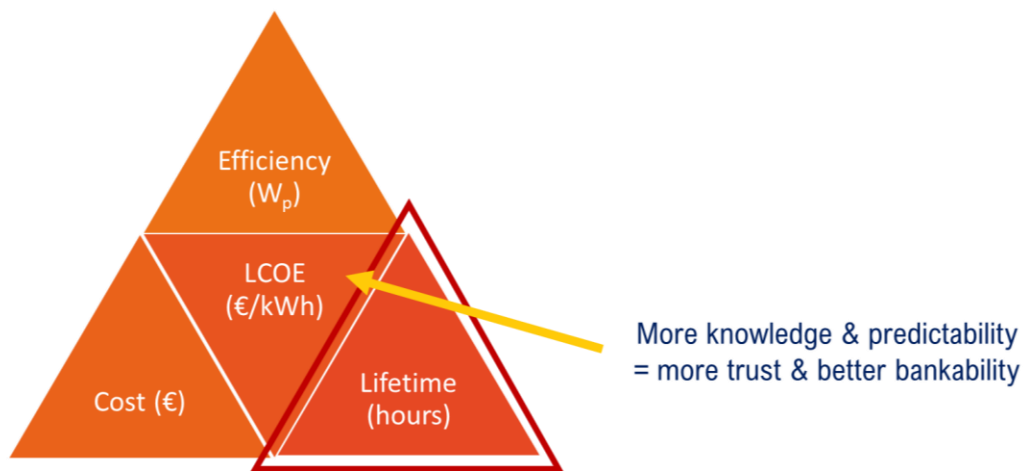 Efficiency
(Wₚ)
LCOE
(€/kWh)
Cost (€)
Lifetime
(hours)
More knowledge & predictability
= more trust & better bankability